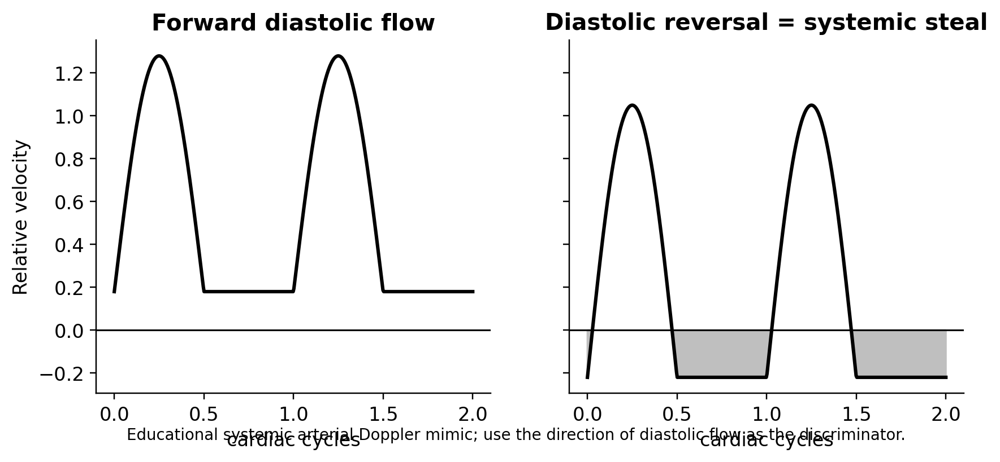 Forward diastolic flow
Diastolic reversal = systemic steal
Relative velocity
1.2
1.0
0.8
0.6
0.4
0.2
0.0
−0.2
0.0 0.5 1.0 1.5 2.0
0.0 0.5 1.0 1.5 2.0
Educational systemic arterial Doppler mimic; use the direction of diastolic flow as the discriminator.
cardiac cycles
cardiac cycles